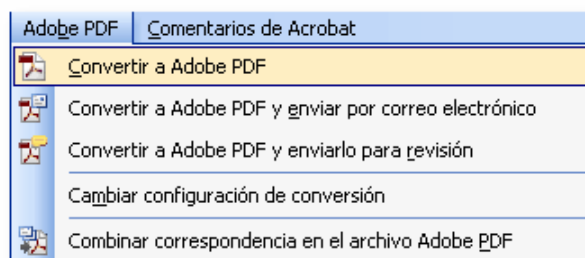 Adobe PDF Comentarios de Acrobat
Convertir a Adobe PDF
Convertir a Adobe PDF y enviar por correo electrónico
Convertir a Adobe PDF y enviarlo para revisión
Cambiar configuración de conversión
Combinar correspondencia en el archivo Adobe PDF